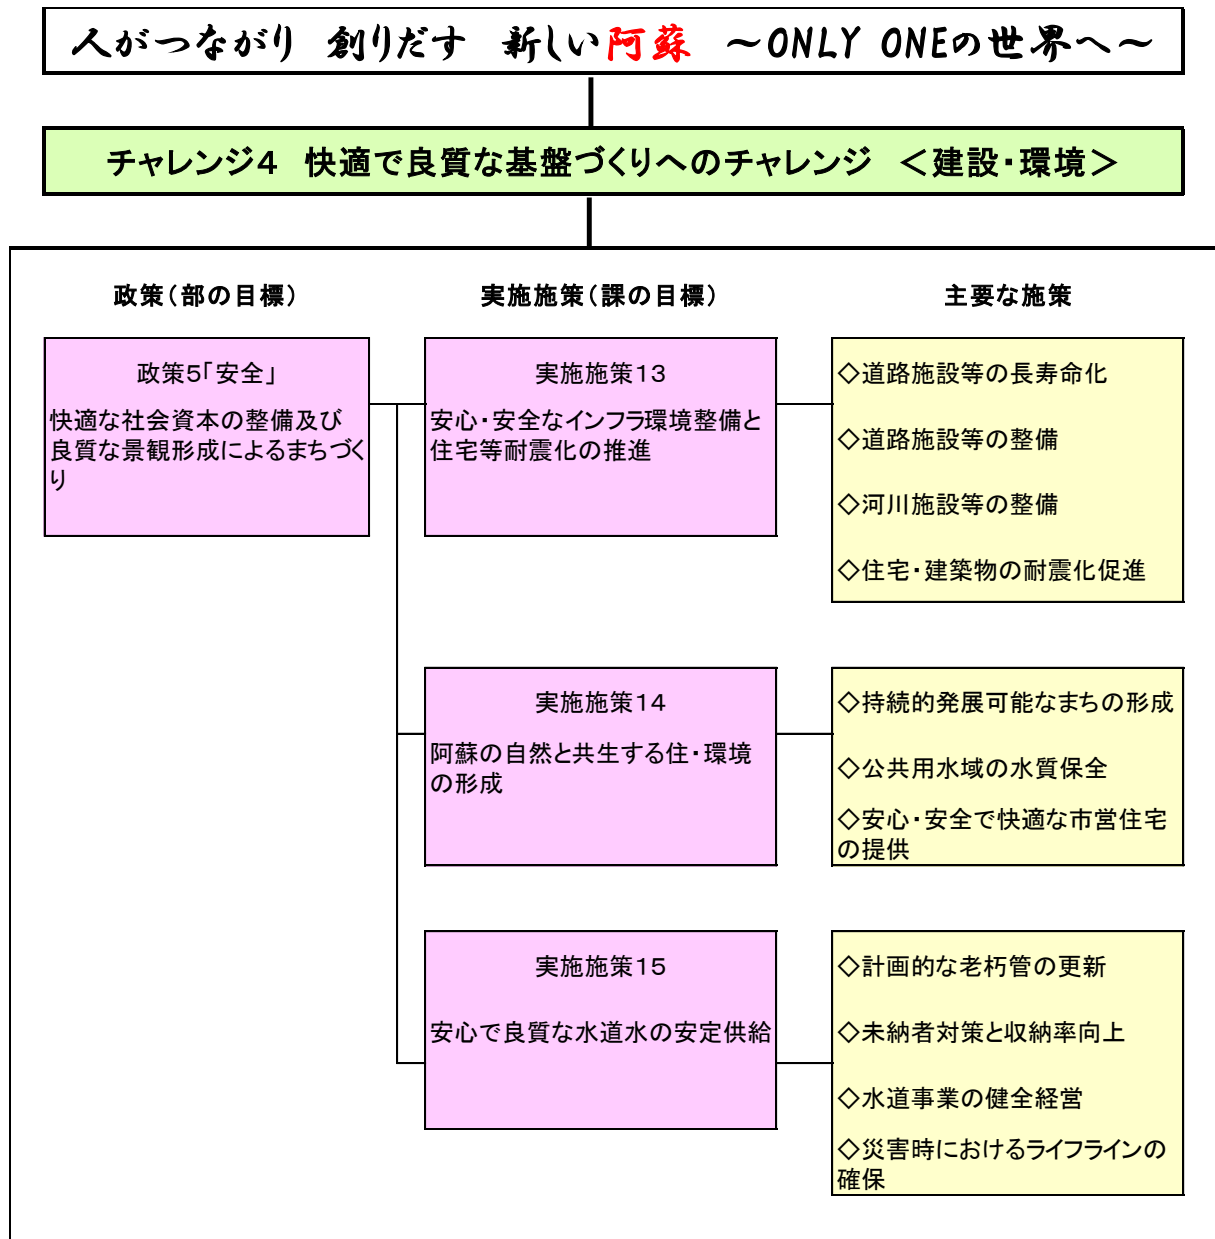 人がつながり 創りだす 新しい阿蘇 ～ONLY ONEの世界へ～
チャレンジ4 快適で良質な基盤づくりへのチャレンジ ＜建設・環境＞
政策（部の目標）
実施施策（課の目標）
主要な施策
政策5「安全」
快適な社会資本の整備及び
良質な景観形成によるまちづく
り
実施施策13
安心・安全なインフラ環境整備と
住宅等耐震化の推進
◇道路施設等の長寿命化
◇道路施設等の整備
◇河川施設等の整備
◇住宅・建築物の耐震化促進
実施施策14
阿蘇の自然と共生する住・環境
の形成
◇持続的発展可能なまちの形成
◇公共用水域の水質保全
◇安心・安全で快適な市営住宅
の提供
実施施策15
安心で良質な水道水の安定供給
◇計画的な老朽管の更新
◇未納者対策と収納率向上
◇水道事業の健全経営
◇災害時におけるライフラインの
確保